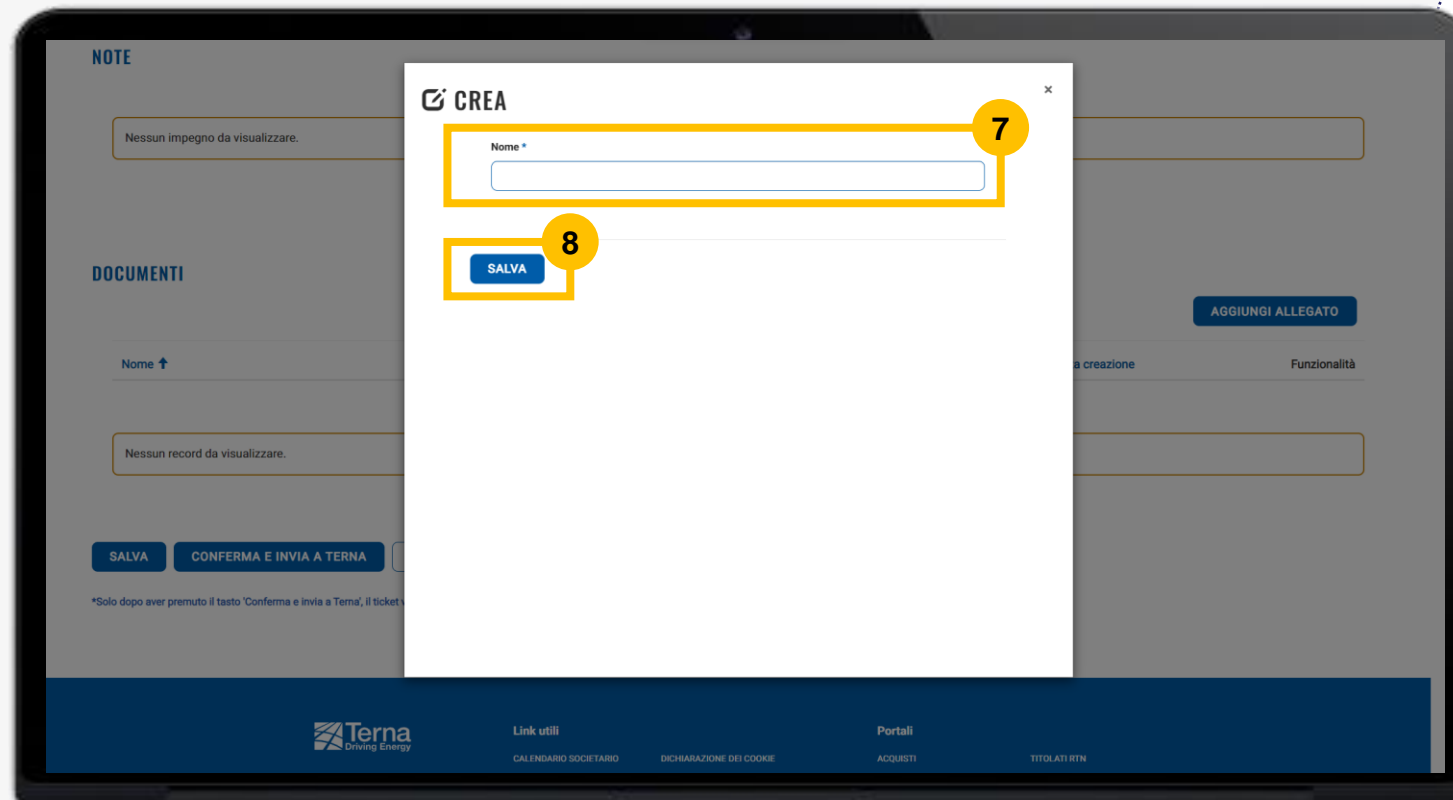 NOTE
CREA
×
7
Nessun impegno da visualizzare.
Nome *
8
SALVA
DOCUMENTI
AGGIUNGI ALLEGATO
Nome
creazione
Funzionalità
Nessun record da visualizzare.
SALVA
CONFERMA E INVIA A TERNA
*Solo dopo aver premuto il tasto 'Conferma e invia a Terna', il ticket
Terna
Driving Energy
Link utili
Portali
CALENDARIO SOCIETARIO
DICHIARAZIONE DEI COOKIE
ACQUISTI
TITOLATI RTN